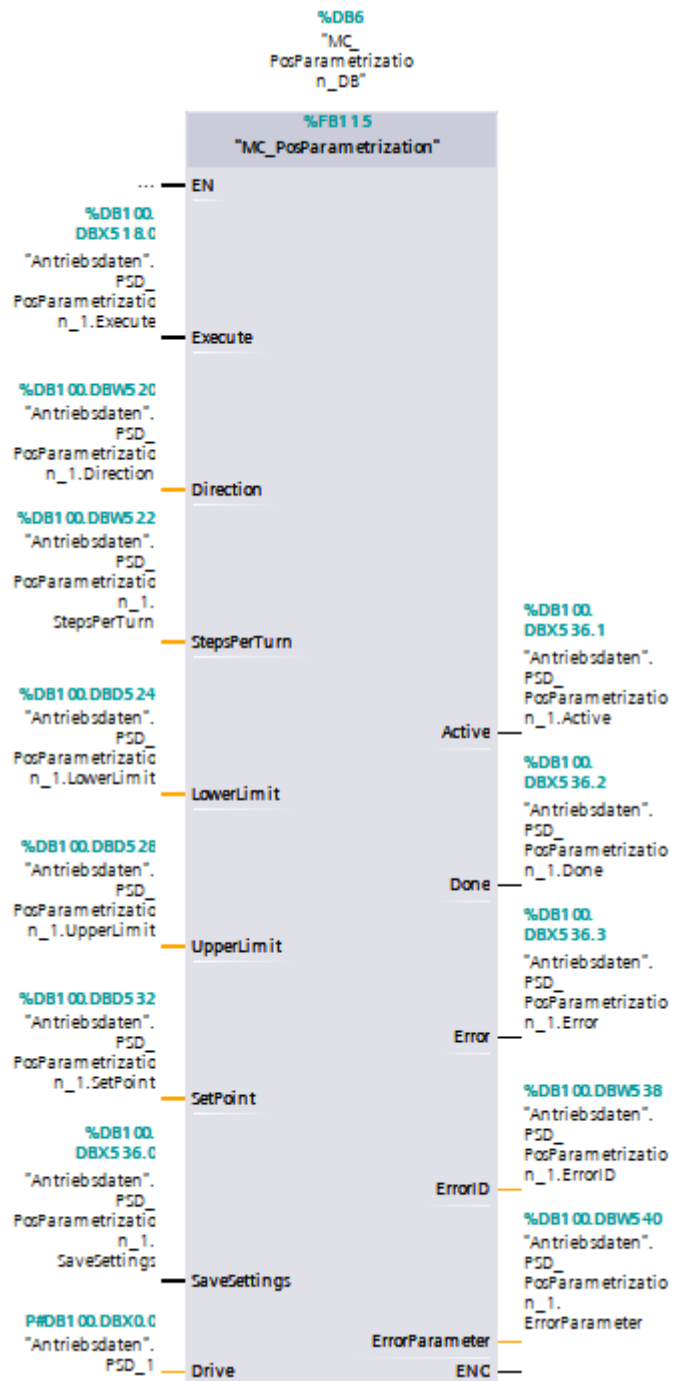 %DB6
"MC_
PosParametrizatio
n_DB"
%FB115
"MC_PosParametrization"
... EN
%DB100.
DBX518.0
"Antriebsdaten".
PSD_
PosParametrizatio
n_1.Execute
Execute
%DB100.DBW520
"Antriebsdaten".
PSD_
PosParametrizatio
n_1.Direction
Direction
%DB100.DBW522
"Antriebsdaten".
PSD_
PosParametrizatio
n_1.
StepsPerTurn
StepsPerTurn
%DB100.DBD524
"Antriebsdaten".
PSD_
PosParametrizatio
n_1.LowerLimit
LowerLimit
%DB100.DBD528
"Antriebsdaten".
PSD_
PosParametrizatio
n_1.UpperLimit
UpperLimit
%DB100.DBD532
"Antriebsdaten".
PSD_
PosParametrizatio
n_1.SetPoint
SetPoint
%DB100.
DBX536.0
"Antriebsdaten".
PSD_
PosParametrizatio
n_1.
SaveSettings
SaveSettings
P#DB100.DBX0.0
"Antriebsdaten".
PSD_1
Drive
%DB100.
DBX536.1
"Antriebsdaten".
PSD_
PosParametrizatio
n_1.Active
Active
%DB100.
DBX536.2
"Antriebsdaten".
PSD_
PosParametrizatio
n_1.Done
Done
%DB100.
DBX536.3
"Antriebsdaten".
PSD_
PosParametrizatio
n_1.Error
Error
%DB100.DBW538
"Antriebsdaten".
PSD_
PosParametrizatio
n_1.ErrorID
ErrorID
%DB100.DBW540
"Antriebsdaten".
PSD_
PosParametrizatio
n_1.
ErrorParameter
ErrorParameter
ENO